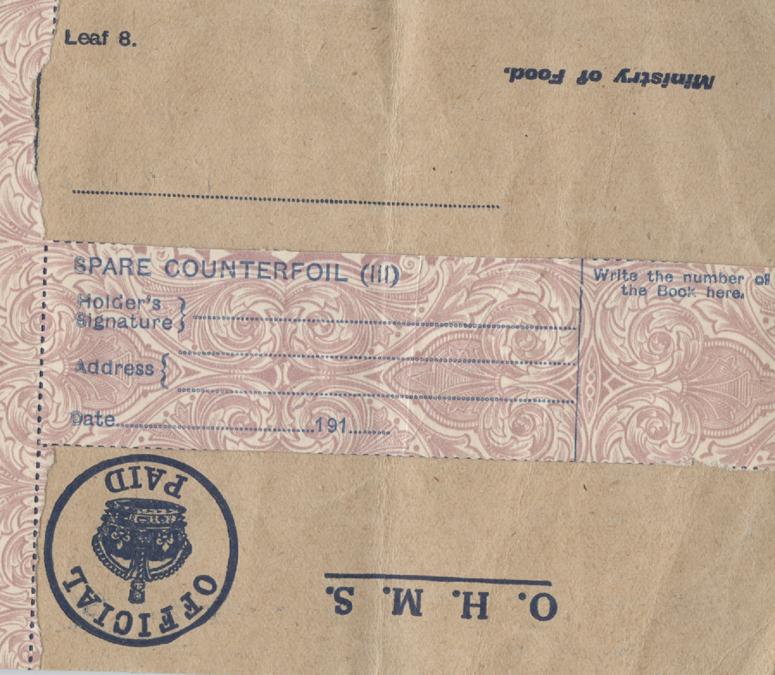 Leaf 8.
Ministry of Food.
SPARE COUNTERFOIL (III)
Write the number of
the Book here.
Holder's
Signature
Address
Date..............................191........
OFFICIAL
PAID
O. H. M. S.